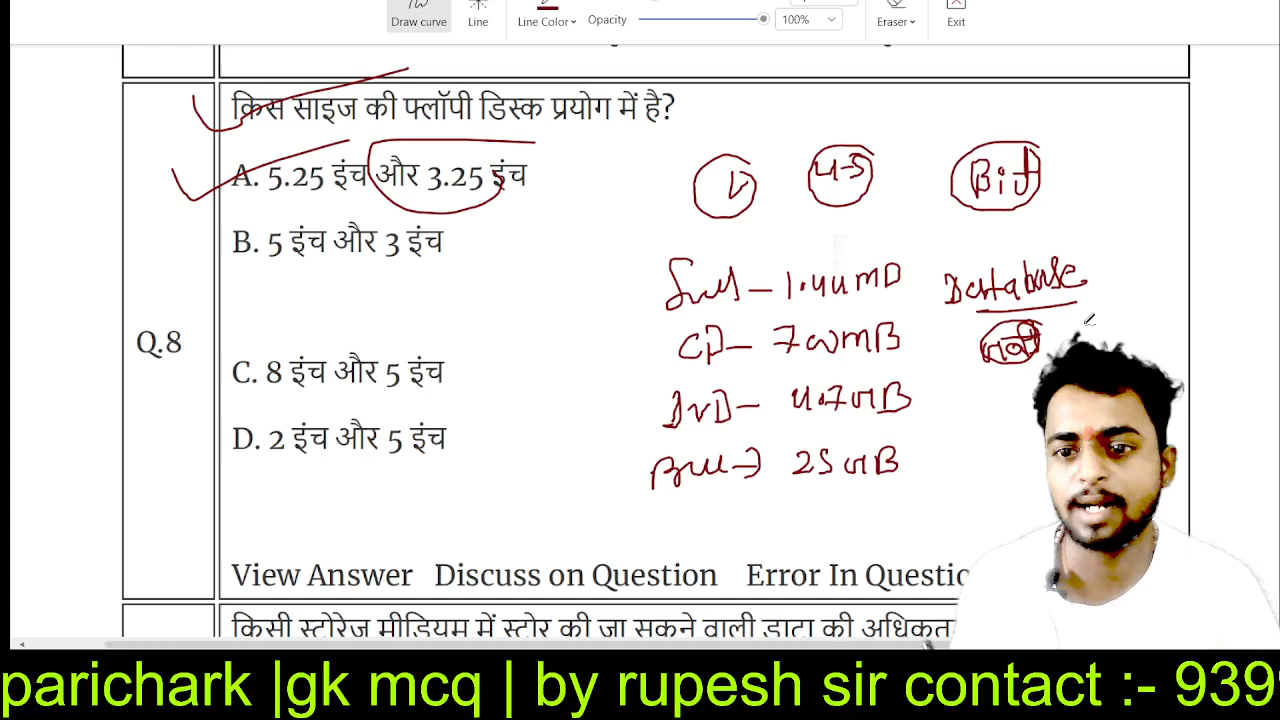 Draw curve Line Line Color Opacity 100% Eraser Exit
किस साइज की फ्लॉपी डिस्क प्रयोग में है?
A. 5.25 इंच और 3.25 इंच
B. 5 इंच और 3 इंच
Q.8
C. 8 इंच और 5 इंच
D. 2 इंच और 5 इंच
V 4-5 Bit
1.44 MB Database
CD - 700 MB
DVD - 4.7 GB
25 GB
View Answer Discuss on Question Error In Questio
किसी स्टोरेज मीडियम में स्टोर की जा सकने वाली डाटा की अधिकत
parichark |gk mcq | by rupesh sir contact :- 939